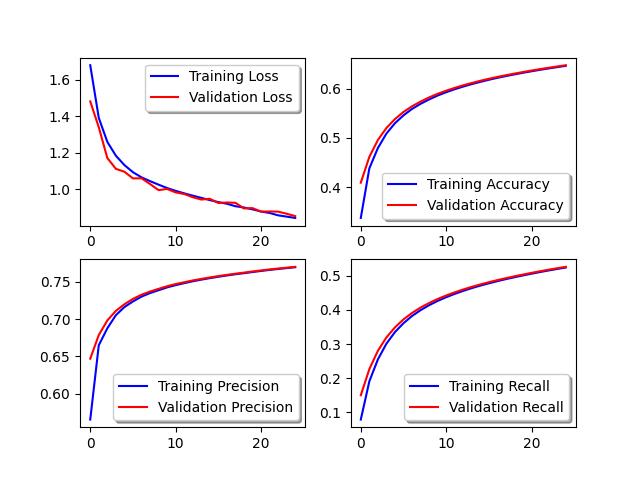 1.6
1.4
1.2
1.0
0 10 20
Training Loss
Validation Loss
0.6
0.5
0.4
0 10 20
Training Accuracy
Validation Accuracy
0.75
0.70
0.65
0.60
0 10 20
Training Precision
Validation Precision
0.5
0.4
0.3
0.2
0.1
0 10 20
Training Recall
Validation Recall